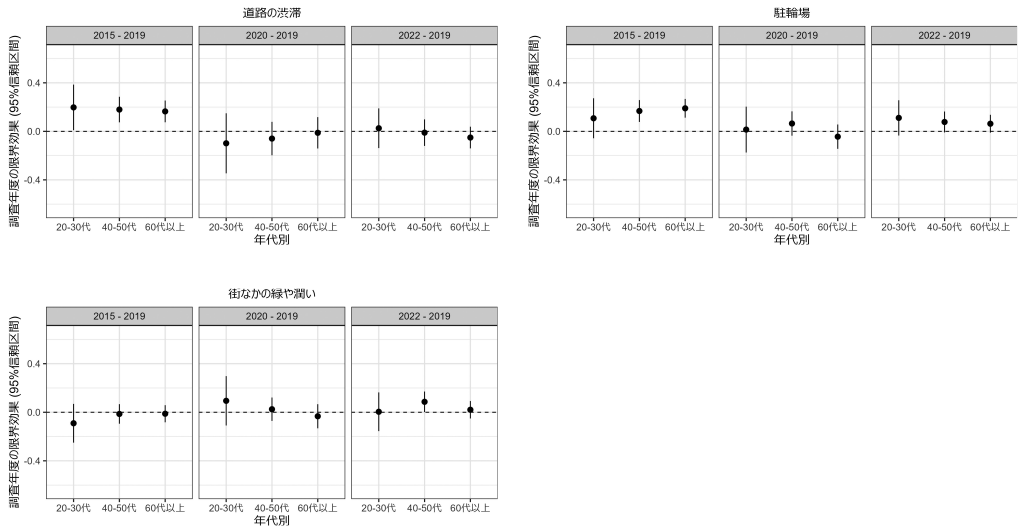 道路の渋滞
2015 - 2019 2020 - 2019 2022 - 2019
調査年度の限界効果 (95%信頼区間)
0.4
0.0
-0.4
20-30代 40-50代 60代以上 20-30代 40-50代 60代以上 20-30代 40-50代 60代以上
年代別
駐輪場
2015 - 2019 2020 - 2019 2022 - 2019
調査年度の限界効果 (95%信頼区間)
0.4
0.0
-0.4
20-30代 40-50代 60代以上 20-30代 40-50代 60代以上 20-30代 40-50代 60代以上
年代別
街なかの緑や潤い
2015 - 2019 2020 - 2019 2022 - 2019
調査年度の限界効果 (95%信頼区間)
0.4
0.0
-0.4
20-30代 40-50代 60代以上 20-30代 40-50代 60代以上 20-30代 40-50代 60代以上
年代別